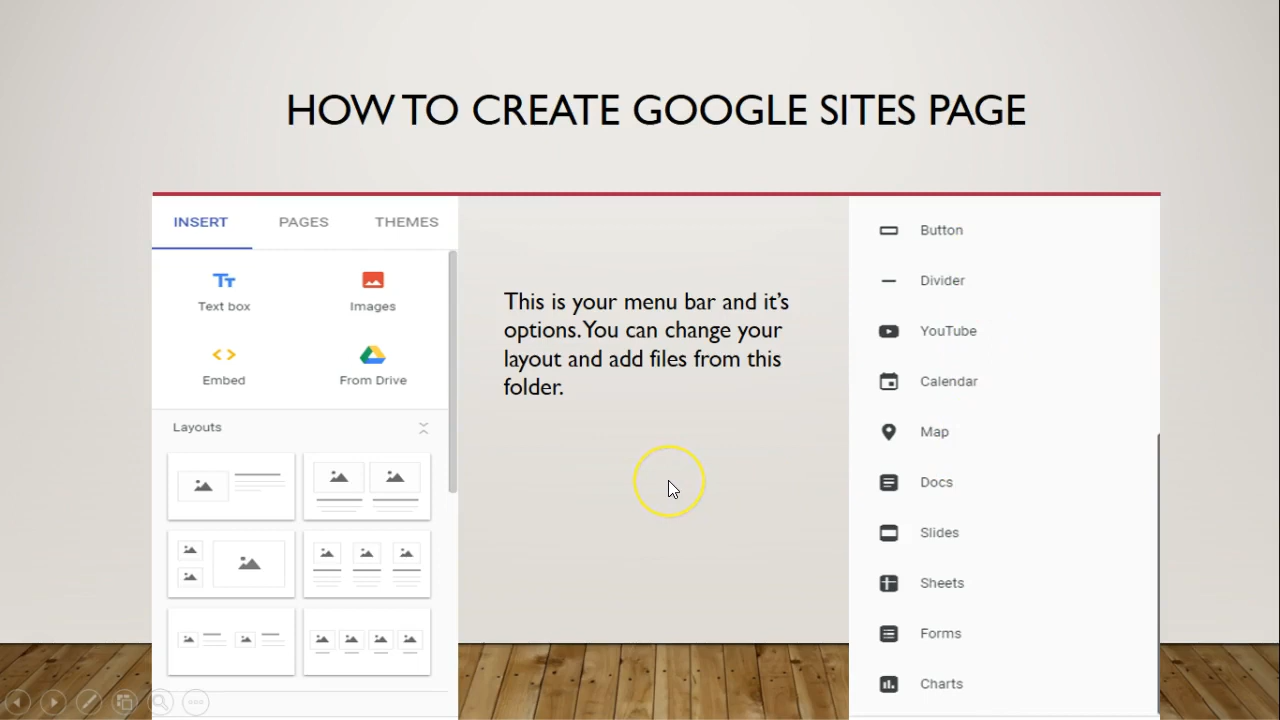 HOW TO CREATE GOOGLE SITES PAGE
INSERT PAGES THEMES
Text box Images
Embed From Drive
Layouts
This is your menu bar and it’s
options. You can change your
layout and add files from this
folder.
Button
Divider
YouTube
Calendar
Map
Docs
Slides
Sheets
Forms
Charts